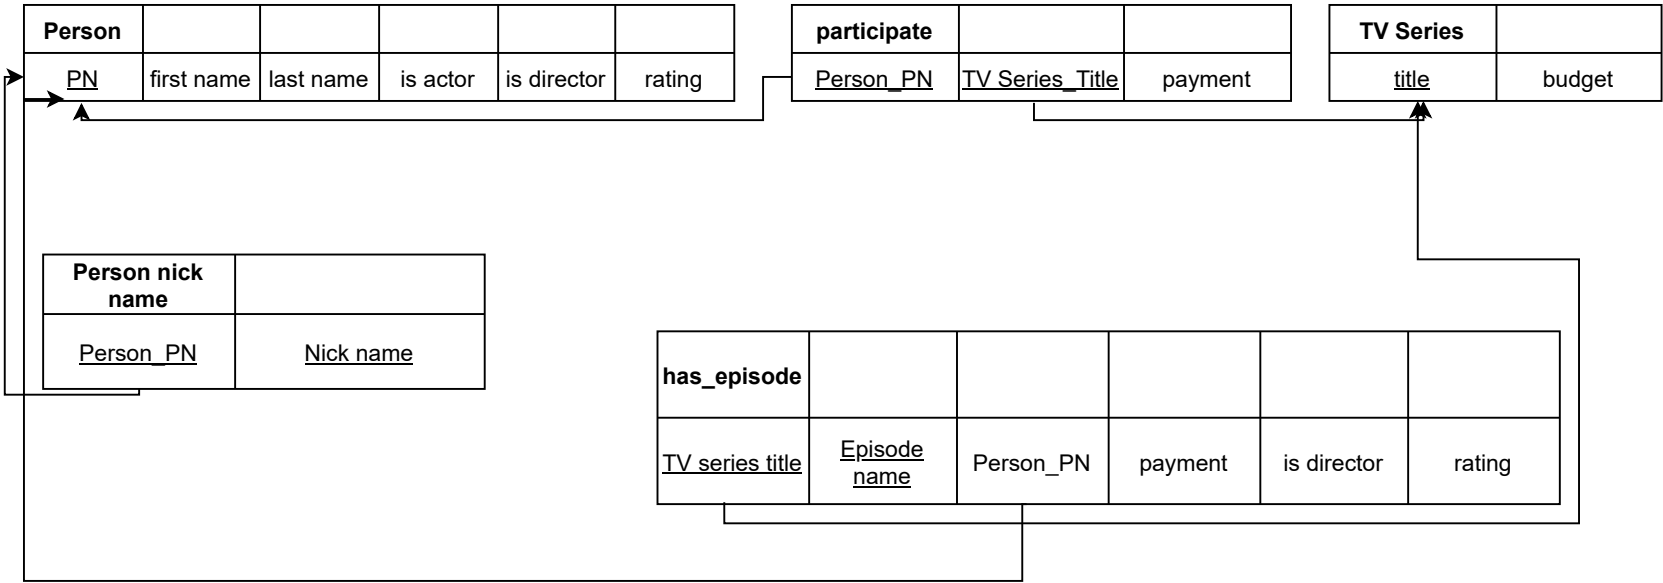 Person
PN first name last name is actor is director rating
participate
Person_PN TV Series_Title payment
TV Series
title budget
Person nick
name
Person_PN Nick name
has_episode
TV series title Episode
name Person_PN payment is director rating